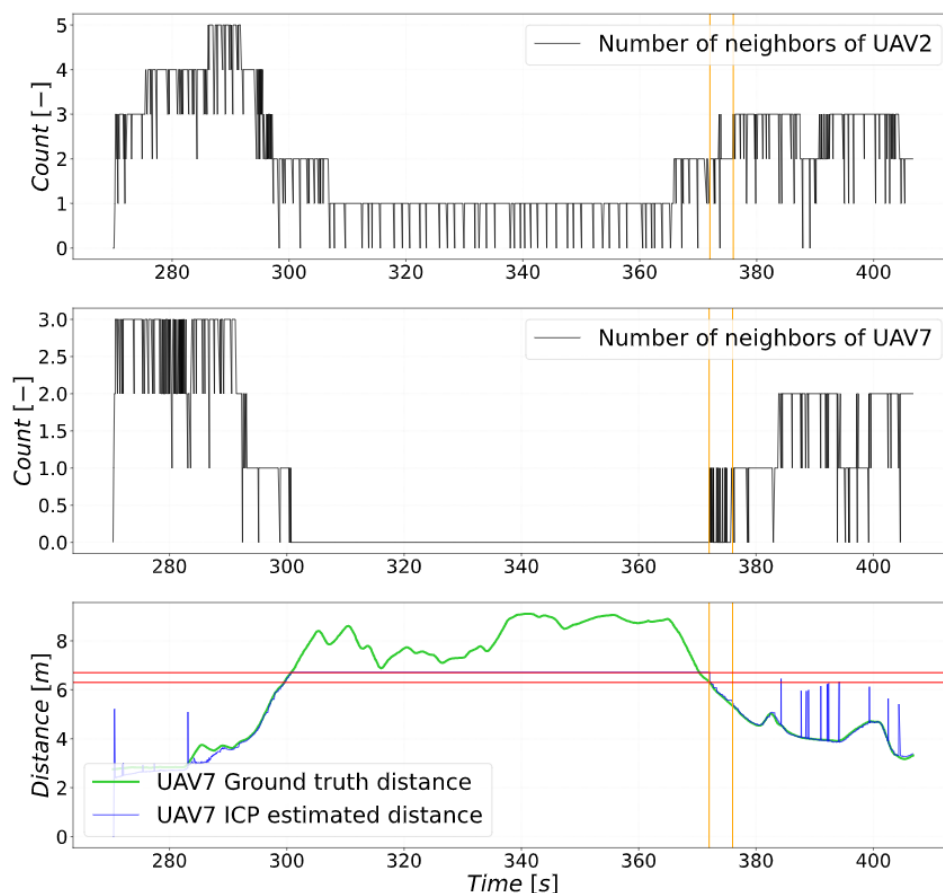 5
4
3
2
1
0
Count [−]
Number of neighbors of UAV2
280 300 320 340 360 380 400
3.0
2.5
2.0
1.5
1.0
0.5
0.0
Count [−]
Number of neighbors of UAV7
280 300 320 340 360 380 400
8
6
4
2
0
Distance [m]
UAV7 Ground truth distance
UAV7 ICP estimated distance
280 300 320 340 360 380 400
Time [s]